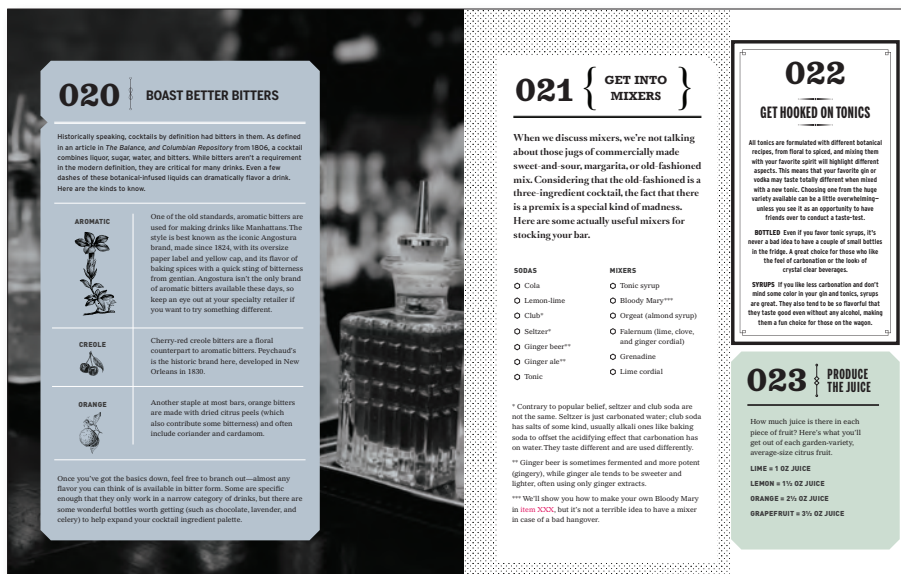 020
BOAST BETTER BITTERS
Historically speaking, cocktails by definition had bitters in them. As defined
in an article in The Balance, and Columbian Repository from 1806, a cocktail
combines liquor, sugar, water, and bitters. While bitters aren't a requirement
in the modern definition, they are critical for many drinks. Even a few
dashes of these botanical-infused liquids can dramatically flavor a drink.
Here are the kinds to know.
AROMATIC
One of the old standards, aromatic bitters are
used for making drinks like Manhattans. The
style is best known as the iconic Angostura
brand, made since 1824, with its oversize
paper label and yellow cap, and its flavor of
baking spices with a quick sting of bitterness
from gentian. Angostura isn't the only brand
of aromatic bitters available these days, so
keep an eye out at your specialty retailer if
you want to try something different.
CREOLE
Cherry-red creole bitters are a floral
counterpart to aromatic bitters. Peychaud's
is the historic brand here, developed in New
Orleans in 1830.
ORANGE
Another staple at most bars, orange bitters
are made with dried citrus peels (which
also contribute some bitterness) and often
include coriander and cardamom.
Once you've got the basics down, feel free to branch out—almost any
flavor you can think of is available in bitter form. Some are specific
enough that they only work in a narrow category of drinks, but there are
some wonderful bottles worth getting (such as chocolate, lavender, and
celery) to help expand your cocktail ingredient palette.
021
GET INTO
MIXERS
When we discuss mixers, we're not talking
about those jugs of commercially made
sweet-and-sour, margarita, or old-fashioned
mix. Considering that the old-fashioned is a
three-ingredient cocktail, the fact that there
is a premix is a special kind of madness.
Here are some actually useful mixers for
stocking your bar.
SODAS
Cola
Lemon-lime
Club*
Seltzer*
Ginger beer**
Ginger ale**
Tonic
MIXERS
Tonic syrup
Bloody Mary***
Orgeat (almond syrup)
Falernum (lime, clove,
and ginger cordial)
Grenadine
Lime cordial
* Contrary to popular belief, seltzer and club soda are
not the same. Seltzer is just carbonated water; club soda
has salts of some kind, usually alkali ones like baking
soda to offset the acidifying effect that carbonation has
on water. They taste different and are used differently.
** Ginger beer is sometimes fermented and more potent
(gingery), while ginger ale tends to be sweeter and
lighter, often using only ginger extracts.
*** We'll show you how to make your own Bloody Mary
in item XXX, but it's not a terrible idea to have a mixer
in case of a bad hangover.
022
GET HOOKED ON TONICS
All tonics are formulated with different botanical
recipes, from floral to spiced, and mixing them
with your favorite spirit will highlight different
aspects. This means that your favorite gin or
vodka may taste totally different when mixed
with a new tonic. Choosing one from the huge
variety available can be a little overwhelming—
unless you see it as an opportunity to have
friends over to conduct a taste-test.
BOTTLED Even if you favor tonic syrups, it's
never a bad idea to have a couple of small bottles
in the fridge. A great choice for those who like
the feel of carbonation or the looks of
crystal clear beverages.
SYRUPS If you like less carbonation and don't
mind some color in your gin and tonics, syrups
are great. They also tend to be so flavorful that
they taste good even without any alcohol, making
them a fun choice for those on the wagon.
023
PRODUCE
THE JUICE
How much juice is there in each
piece of fruit? Here's what you'll
get out of each garden-variety,
average-size citrus fruit.
LIME = 1 OZ JUICE
LEMON = 1½ OZ JUICE
ORANGE = 2½ OZ JUICE
GRAPEFRUIT = 3½ OZ JUICE